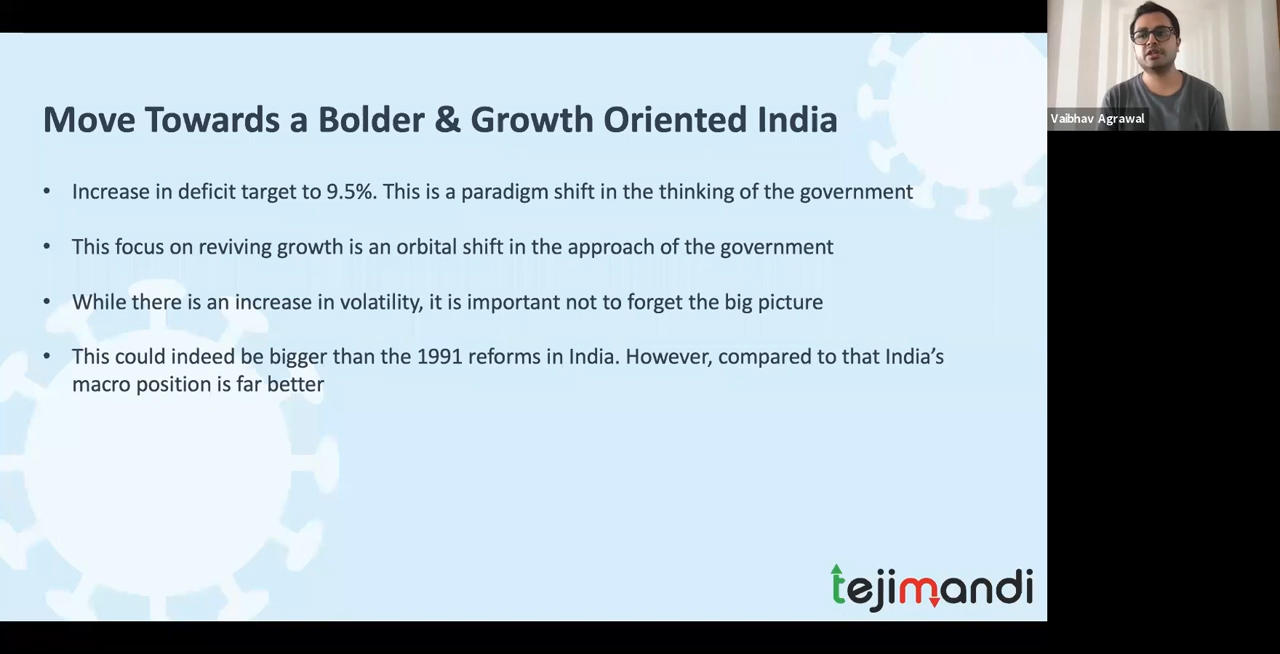 Move Towards a Bolder & Growth Oriented India
• Increase in deficit target to 9.5%. This is a paradigm shift in the thinking of the government
• This focus on reviving growth is an orbital shift in the approach of the government
• While there is an increase in volatility, it is important not to forget the big picture
• This could indeed be bigger than the 1991 reforms in India. However, compared to that India’s
macro position is far better
tejimandi
Vaibhav Agrawal